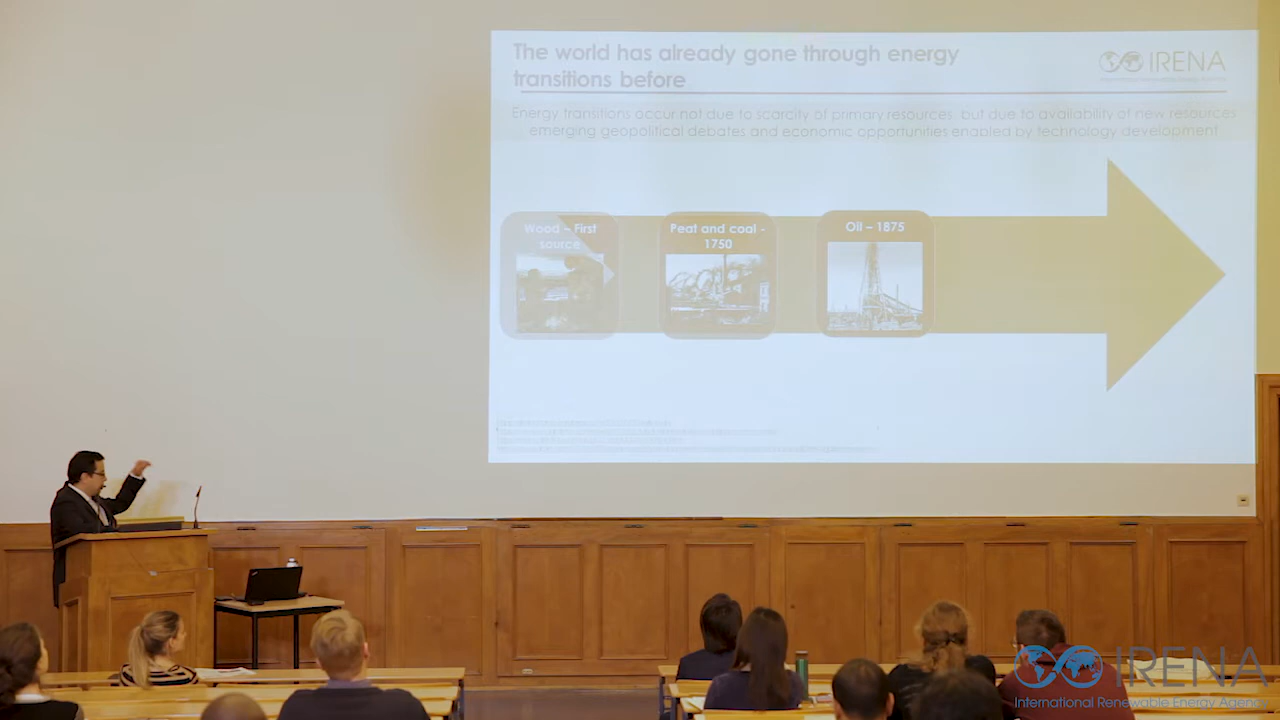 The world has already gone through energy
transitions before
IRENA
Energy transitions occur not due to scarcity of primary resources, but due to availability of new resources
emerging geopolitical debates and economic opportunities enabled by technology development
Wood – First
source
Peat and coal -
1750
Oil – 1875
IRENA
International Renewable Energy Agency